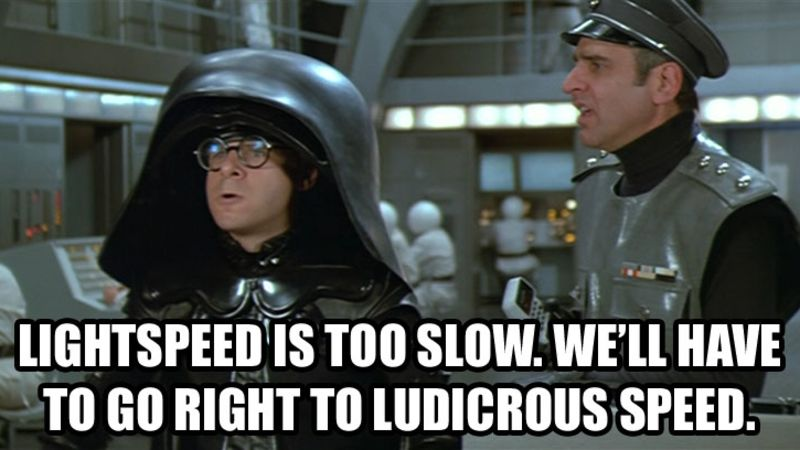 LIGHTSPEED IS TOO SLOW. WE'LL HAVE
TO GO RIGHT TO LUDICROUS SPEED.